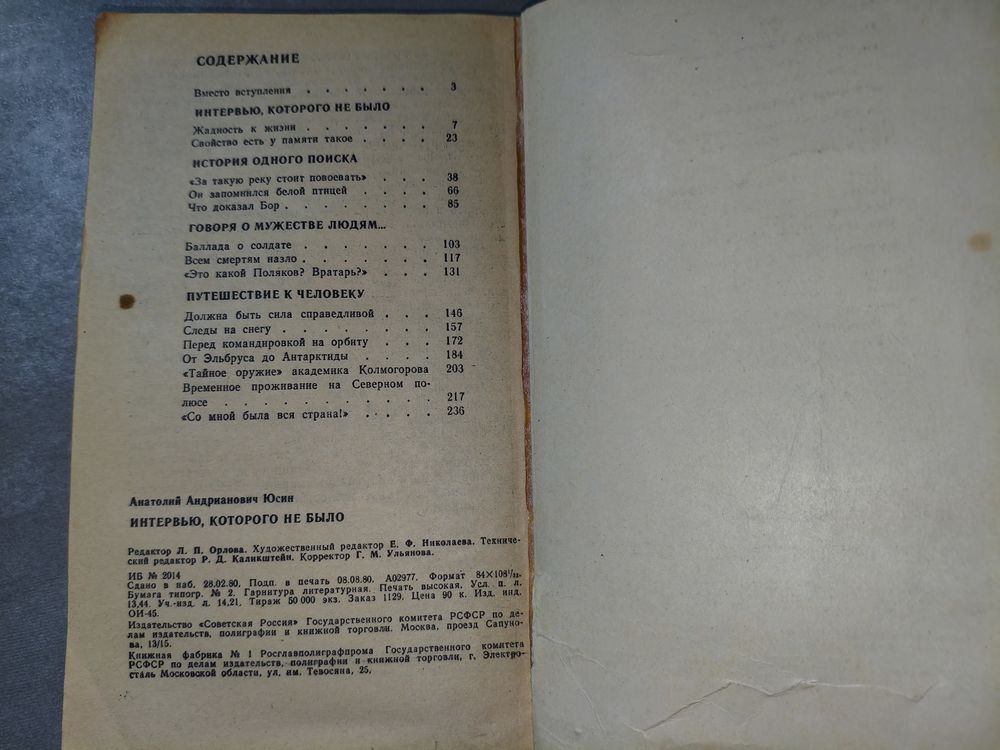 СОДЕРЖАНИЕ
Вместо вступления . . . . . . . 3
ИНТЕРВЬЮ, КОТОРОГО НЕ БЫЛО
Жадность к жизни . . . . . . . 7
Свойство есть у памяти такое . . . . 23
ИСТОРИЯ ОДНОГО ПОИСКА
«За такую реку стоит повоевать» . . . 38
Он запомнился белой птицей . . . . 66
Что доказал Бор . . . . . . . . 85
ГОВОРЯ О МУЖЕСТВЕ ЛЮДЯМ...
Баллада о солдате . . . . . . . 103
Всем смертям назло . . . . . . . 117
«Это какой Поляков? Вратарь?» . . . 131
ПУТЕШЕСТВИЕ К ЧЕЛОВЕКУ
Должна быть сила справедливой . . . 146
Следы на снегу . . . . . . . . 157
Перед командировкой на орбиту . . . 172
От Эльбруса до Антарктиды . . . . 184
«Тайное оружие» академика Колмогорова 203
Временное проживание на Северном по-
люсе . . . . . . . . . . . 217
«Со мной была вся страна!» . . . . 236
Анатолий Андрианович Юсин
ИНТЕРВЬЮ, КОТОРОГО НЕ БЫЛО
Редактор Л. П. Орлова. Художественный редактор Е. Ф. Николаева. Техниче-
ский редактор Р. Д. Каликштейн. Корректор Г. М. Ульянова.
ИБ № 2014
Сдано в наб. 28.02.80. Подп. в печать 08.08.80. А02977. Формат 84×108¹/₃₂.
Бумага типогр. № 2. Гарнитура литературная. Печать высокая. Усл. п. л.
13,44. Уч.-изд. л. 14,21. Тираж 50 000 экз. Заказ 1129. Цена 90 к. Изд. инд.
ОИ-45.
Издательство «Советская Россия» Государственного комитета РСФСР по де-
лам издательств, полиграфии и книжной торговли. Москва, проезд Сапуно-
ва, 13/15.
Книжная фабрика № 1 Росглавполиграфпрома Государственного комитета
РСФСР по делам издательств, полиграфии и книжной торговли, г. Электро-
сталь Московской области, ул. им. Тевосяна, 25.